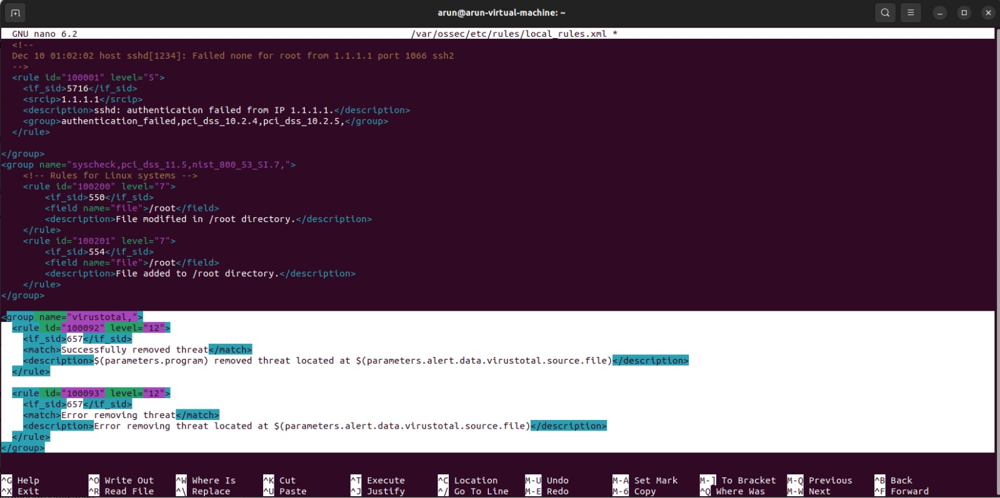 arun@arun-virtual-machine: ~
GNU nano 6.2 /var/ossec/etc/rules/local_rules.xml *
<!--
Dec 10 01:02:02 host sshd[1234]: Failed none for root from 1.1.1.1 port 1066 ssh2
-->
<rule id="100001" level="5">
<if_sid>5716</if_sid>
<srcip>1.1.1.1</srcip>
<description>sshd: authentication failed from IP 1.1.1.1.</description>
<group>authentication_failed,pci_dss_10.2.4,pci_dss_10.2.5,</group>
</rule>
</group>
<group name="syscheck,pci_dss_11.5,nist_800_53_SI.7,">
<!-- Rules for Linux systems -->
<rule id="100200" level="7">
<if_sid>550</if_sid>
<field name="file">/root</field>
<description>File modified in /root directory.</description>
</rule>
<rule id="100201" level="7">
<if_sid>554</if_sid>
<field name="file">/root</field>
<description>File added to /root directory.</description>
</rule>
</group>
<group name="virustotal,">
<rule id="100092" level="12">
<if_sid>657</if_sid>
<match>Successfully removed threat</match>
<description>$(parameters.program) removed threat located at $(parameters.alert.data.virustotal.source.file)</description>
</rule>
<rule id="100093" level="12">
<if_sid>657</if_sid>
<match>Error removing threat</match>
<description>Error removing threat located at $(parameters.alert.data.virustotal.source.file)</description>
</rule>
</group>
^G Help ^O Write Out ^W Where Is ^K Cut ^T Execute ^C Location M-U Undo M-A Set Mark M-] To Bracket M-Q Previous ^B Back
^X Exit ^R Read File ^\ Replace ^U Paste ^J Justify ^/ Go To Line M-E Redo M-6 Copy ^Q Where Was M-W Next ^F Forward